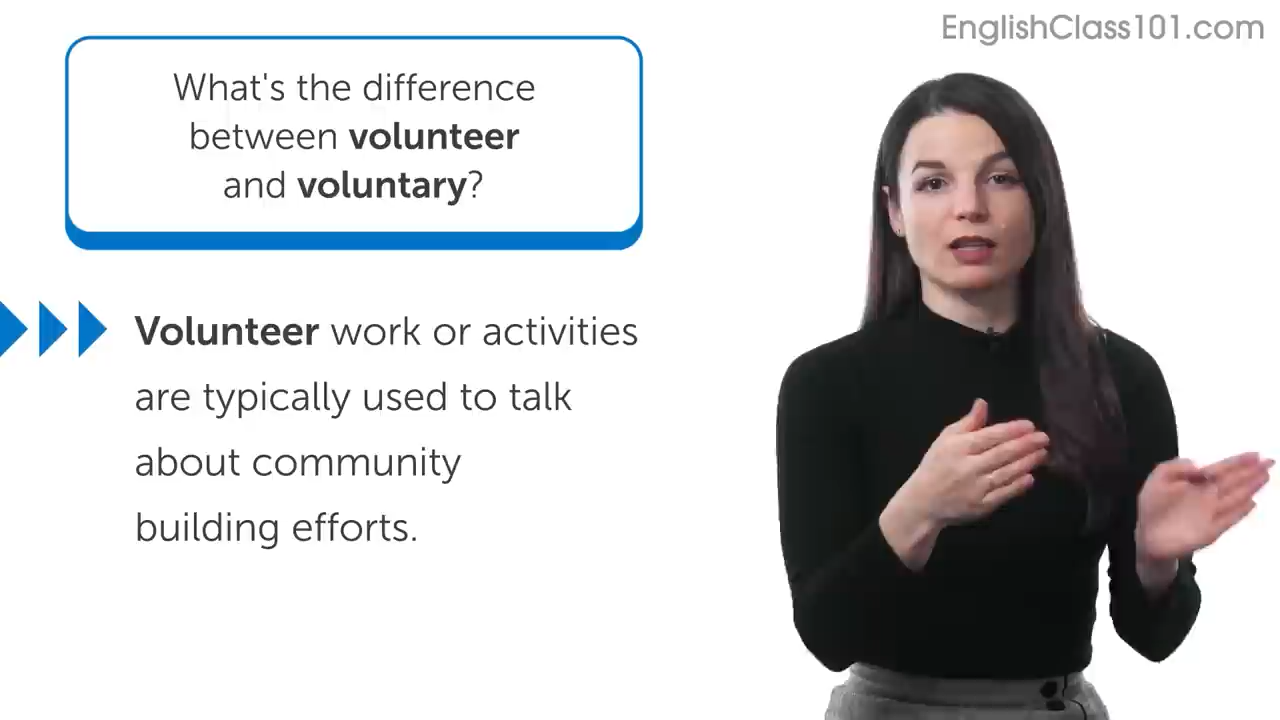 EnglishClass101.com
What's the difference
between volunteer
and voluntary?
Volunteer work or activities
are typically used to talk
about community
building efforts.